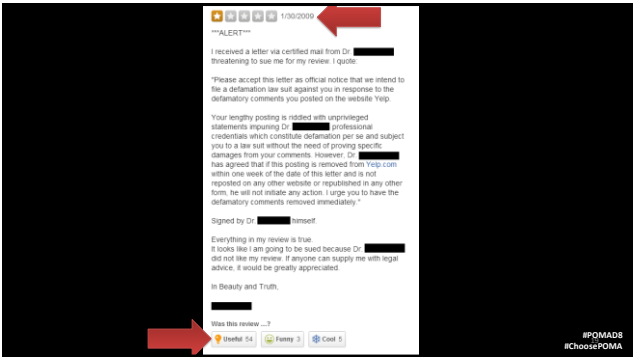 1/30/2009
***ALERT***
I received a letter via certified mail from Dr.
threatening to sue me for my review. I quote:
"Please accept this letter as official notice that we intend to
file a defamation law suit against you in response to the
defamatory comments you posted on the website Yelp.
Your lengthy posting is riddled with unprivileged
statements impuning Dr. professional
credentials which constitute defamation per se and subject
you to a law suit without the need of proving specific
damages from your comments. However, Dr.
has agreed that if this posting is removed from Yelp.com
within one week of the date of this letter and is not
reposted on any other website or republished in any other
form, he will not initiate any action. I urge you to have the
defamatory comments removed immediately."
Signed by Dr. himself.
Everything in my review is true.
It looks like I am going to be sued because Dr.
did not like my review. If anyone can supply me with legal
advice, it would be greatly appreciated.
In Beauty and Truth,
Was this review ...?
Useful 54 Funny 3 Cool 5
#POMAD8
#ChoosePOMA